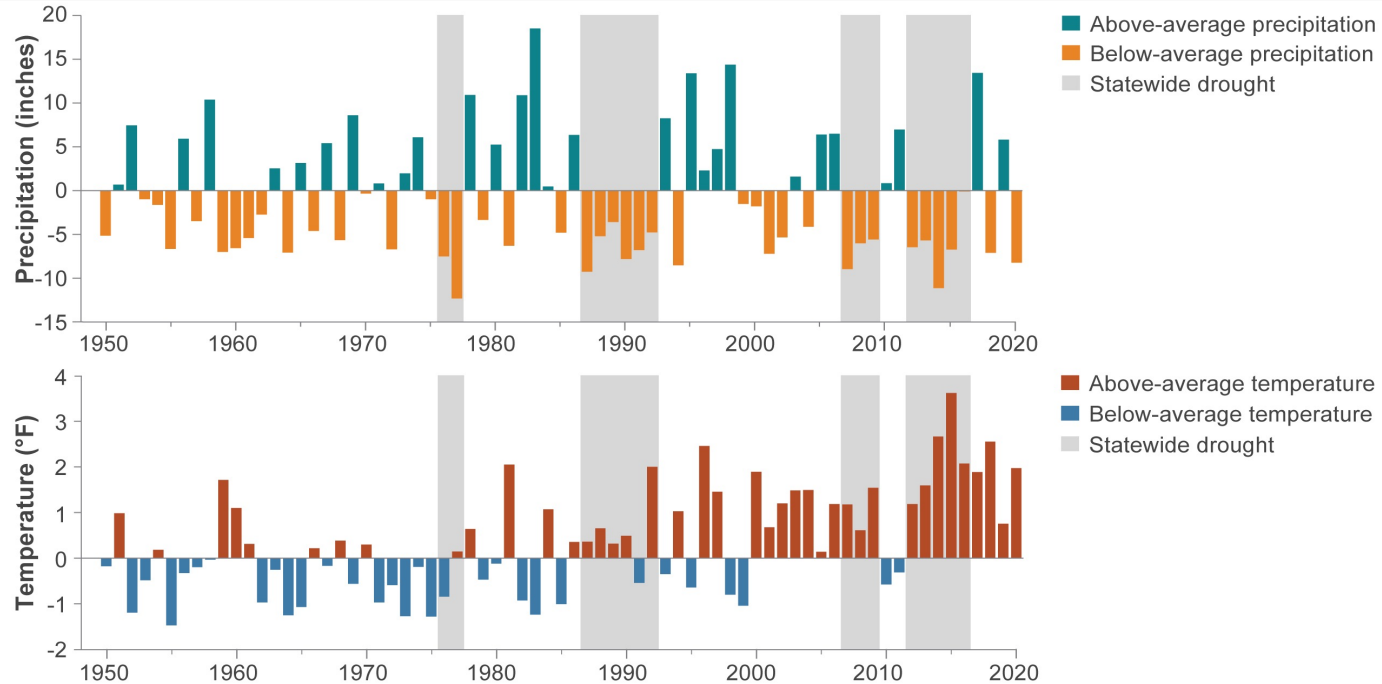 Precipitation (inches)
20
15
10
5
0
-5
-10
-15
1950 1960 1970 1980 1990 2000 2010 2020
Above-average precipitation
Below-average precipitation
Statewide drought
Temperature (°F)
4
3
2
1
0
-1
-2
1950 1960 1970 1980 1990 2000 2010 2020
Above-average temperature
Below-average temperature
Statewide drought